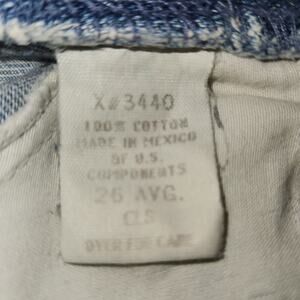 X#3440
100% COTTON
MADE IN MEXICO
OF U.S.
COMPONENTS
26 AVG.
CLS
OVER FOR CARE